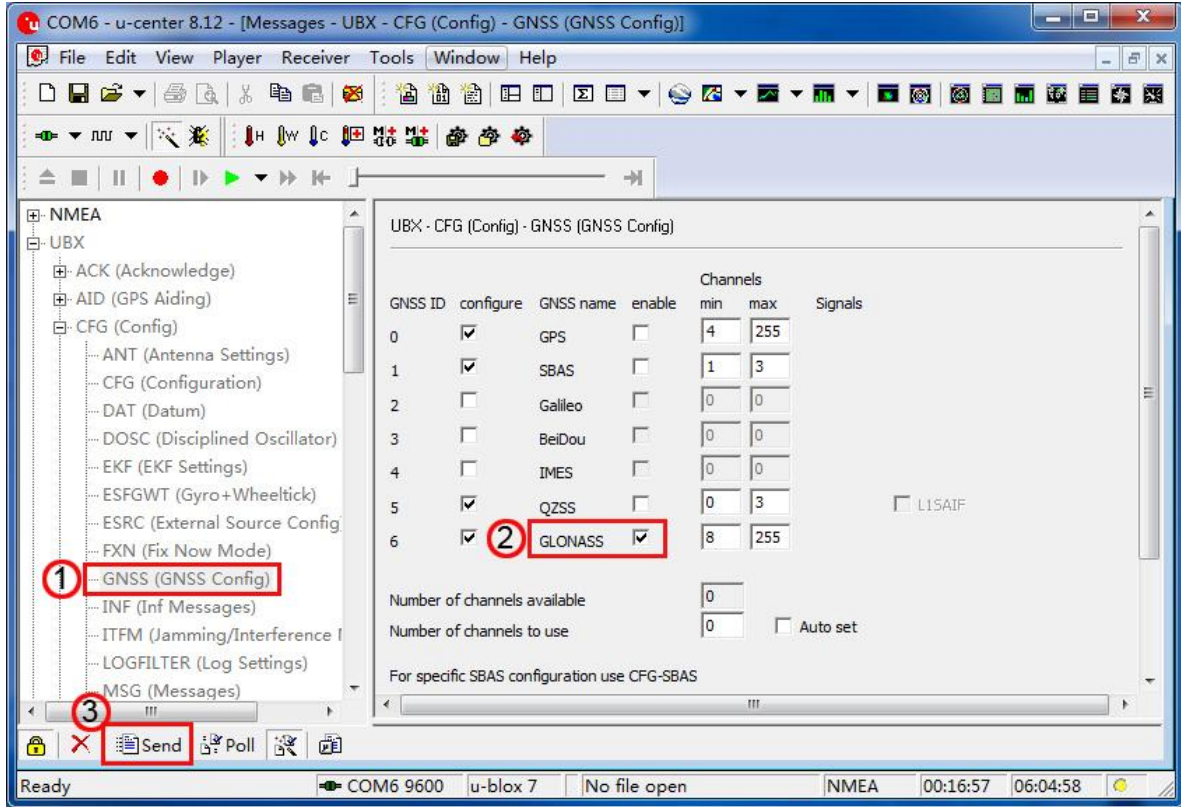 COM6 - u-center 8.12 - [Messages - UBX - CFG (Config) - GNSS (GNSS Config)]
File Edit View Player Receiver Tools Window Help
NMEA
UBX
ACK (Acknowledge)
AID (GPS Aiding)
CFG (Config)
ANT (Antenna Settings)
CFG (Configuration)
DAT (Datum)
DOSC (Disciplined Oscillator)
EKF (EKF Settings)
ESFGWT (Gyro+Wheeltick)
ESRC (External Source Config
FXN (Fix Now Mode)
1 GNSS (GNSS Config)
INF (Inf Messages)
ITFM (Jamming/Interference
LOGFILTER (Log Settings)
MSG (Messages)
UBX - CFG (Config) - GNSS (GNSS Config)
Channels
GNSS ID configure GNSS name enable min max Signals
0 GPS 4 255
1 SBAS 1 3
2 Galileo 0 0
3 BeiDou 0 0
4 IMES 0 0
5 QZSS 0 3 L1SAIF
6 2 GLONASS 8 255
Number of channels available 0
Number of channels to use 0 Auto set
For specific SBAS configuration use CFG-SBAS
3
Send Poll
Ready COM6 9600 u-blox 7 No file open NMEA 00:16:57 06:04:58